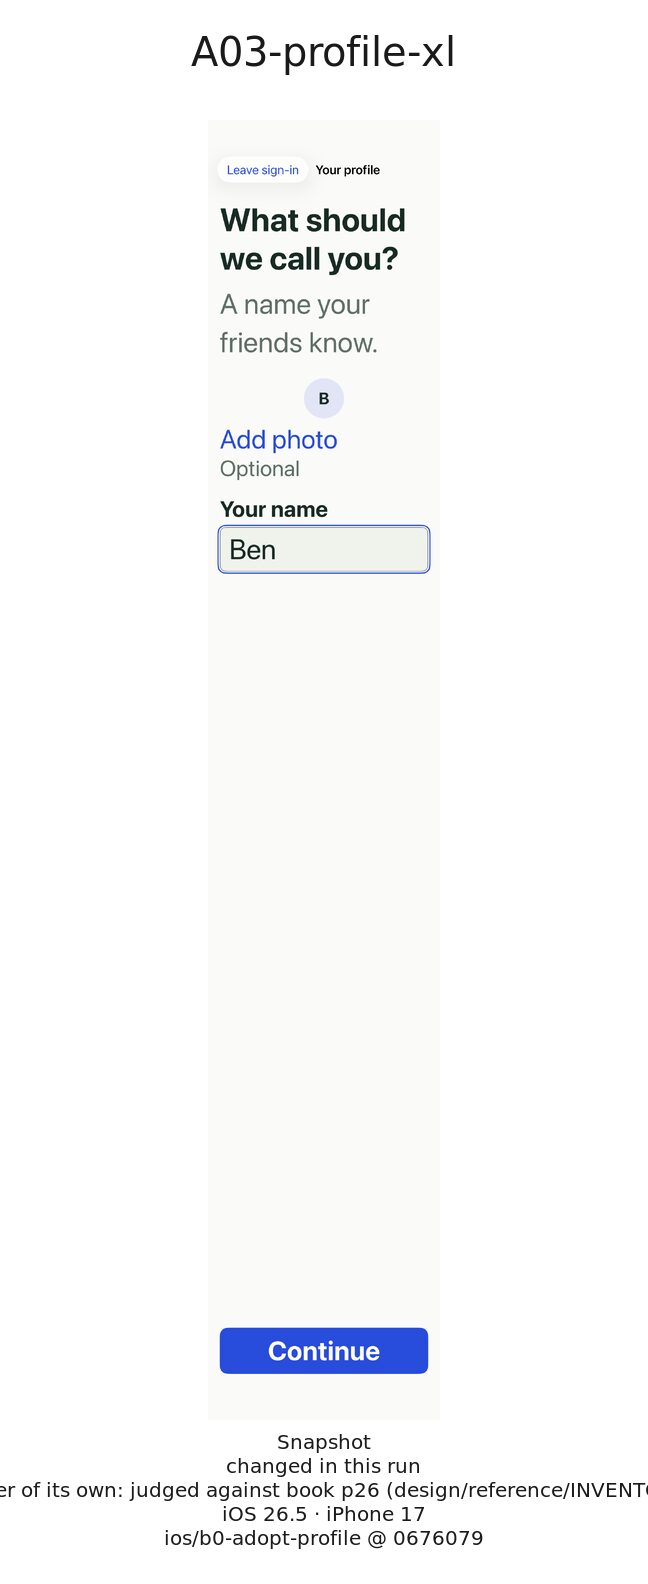 A03-profile-xl
Leave sign-in Your profile
What should
we call you?
A name your
friends know.
B
Add photo
Optional
Your name
Ben
Continue
Snapshot
changed in this run
of its own: judged against book p26 (design/reference/
iOS 26.5 · iPhone 17
ios/b0-adopt-profile @ 0676079